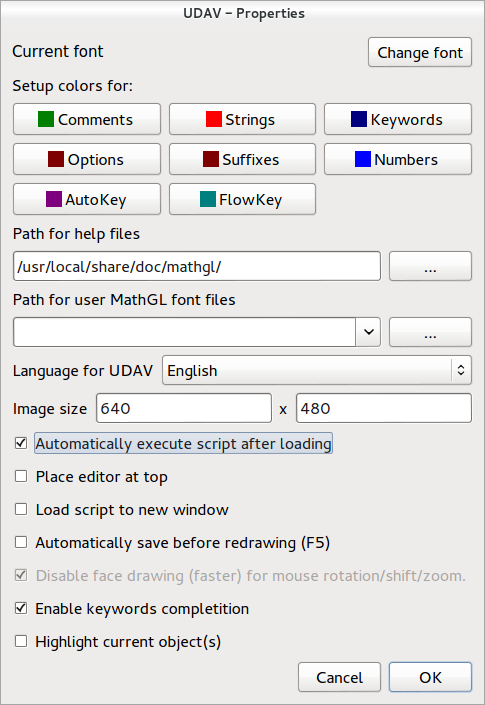 UDAV – Properties
Current font Change font
Setup colors for:
Comments Strings Keywords
Options Suffixes Numbers
AutoKey FlowKey
Path for help files
/usr/local/share/doc/mathgl/ ...
Path for user MathGL font files
...
Language for UDAV English
Image size 640 x 480
Automatically execute script after loading
Place editor at top
Load script to new window
Automatically save before redrawing (F5)
Disable face drawing (faster) for mouse rotation/shift/zoom.
Enable keywords completition
Highlight current object(s)
Cancel OK